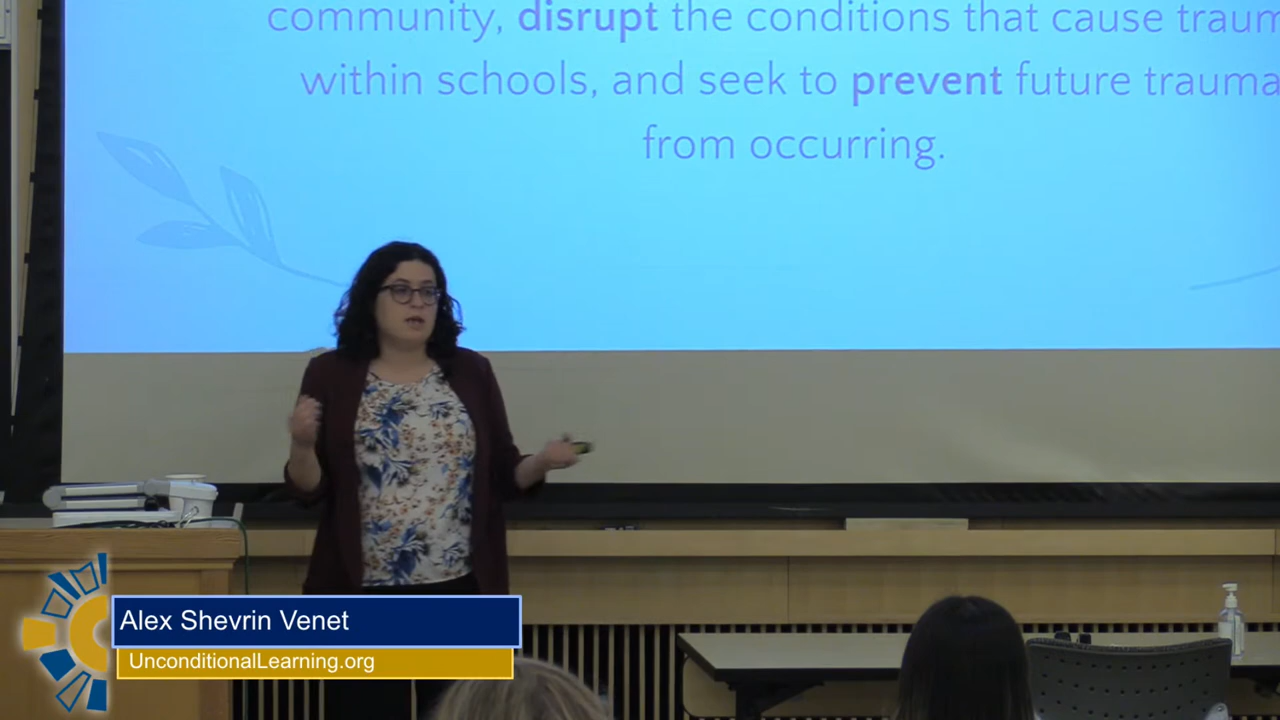 community, disrupt the conditions that cause traum
within schools, and seek to prevent future trauma
from occurring.
Alex Shevrin Venet
UnconditionalLearning.org